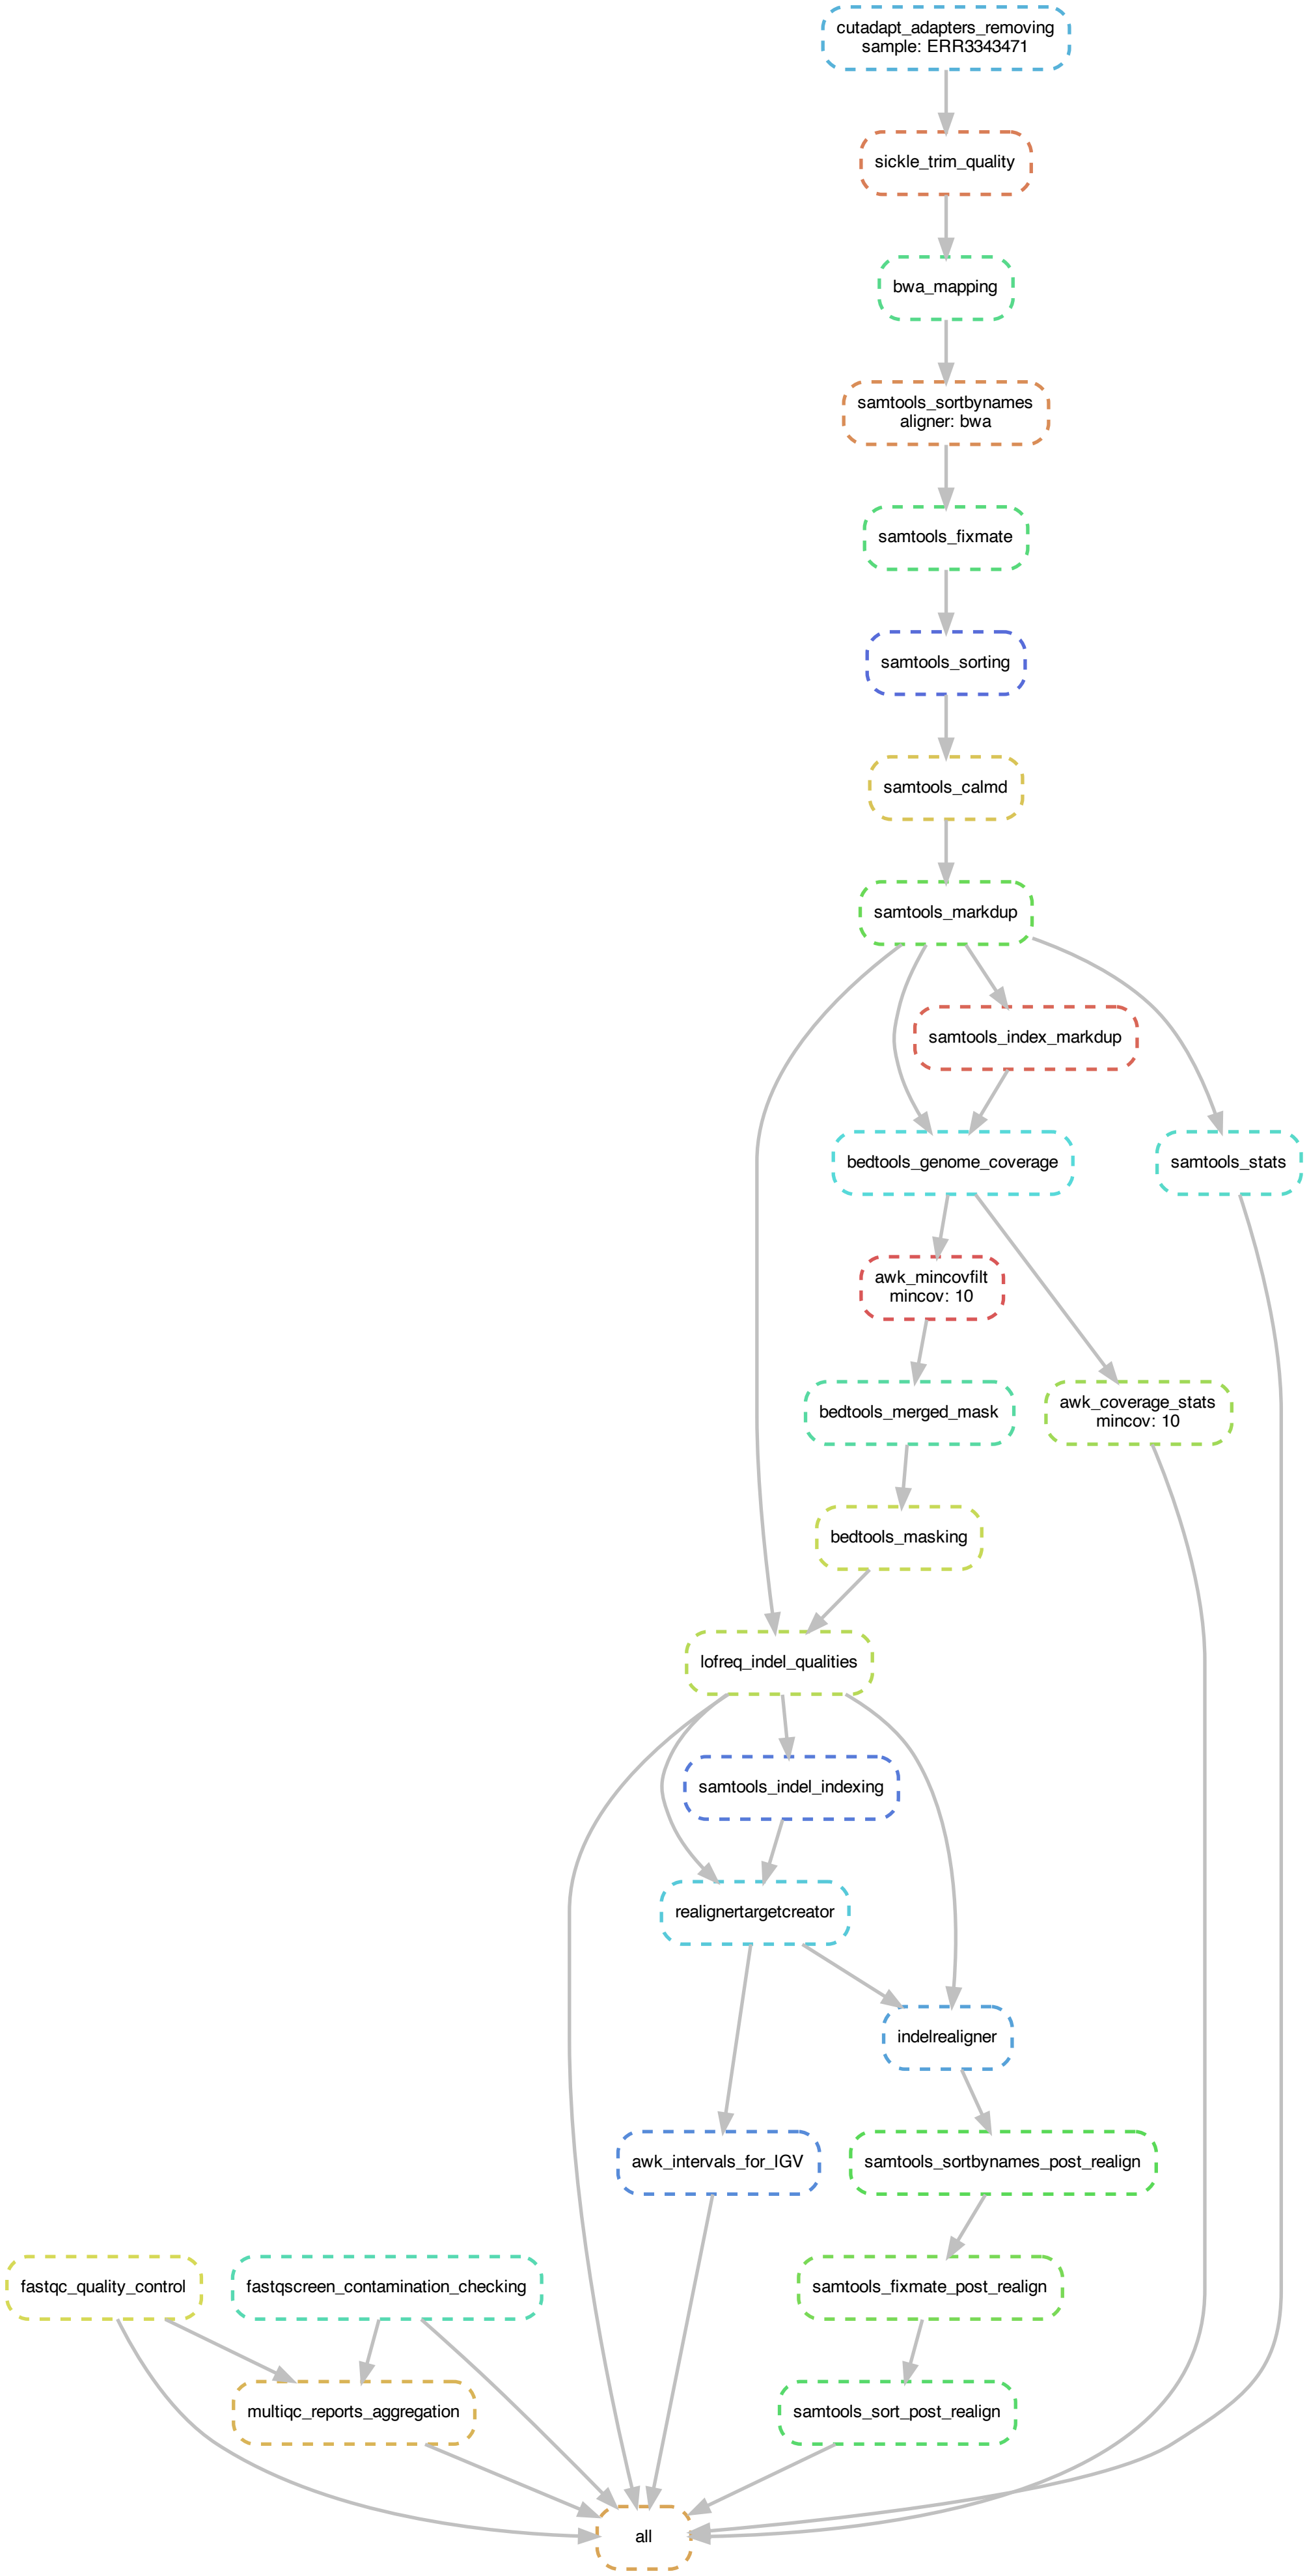 cutadapt_adapters_removing
sample: ERR3343471
sickle_trim_quality
bwa_mapping
samtools_sortbynames
aligner: bwa
samtools_fixmate
samtools_sorting
samtools_calmd
samtools_markdup
samtools_index_markdup
bedtools_genome_coverage
samtools_stats
awk_mincovfilt
mincov: 10
bedtools_merged_mask
awk_coverage_stats
mincov: 10
bedtools_masking
lofreq_indel_qualities
samtools_indel_indexing
realignertargetcreator
indelrealigner
awk_intervals_for_IGV
samtools_sortbynames_post_realign
fastqc_quality_control
fastqscreen_contamination_checking
samtools_fixmate_post_realign
multiqc_reports_aggregation
samtools_sort_post_realign
all